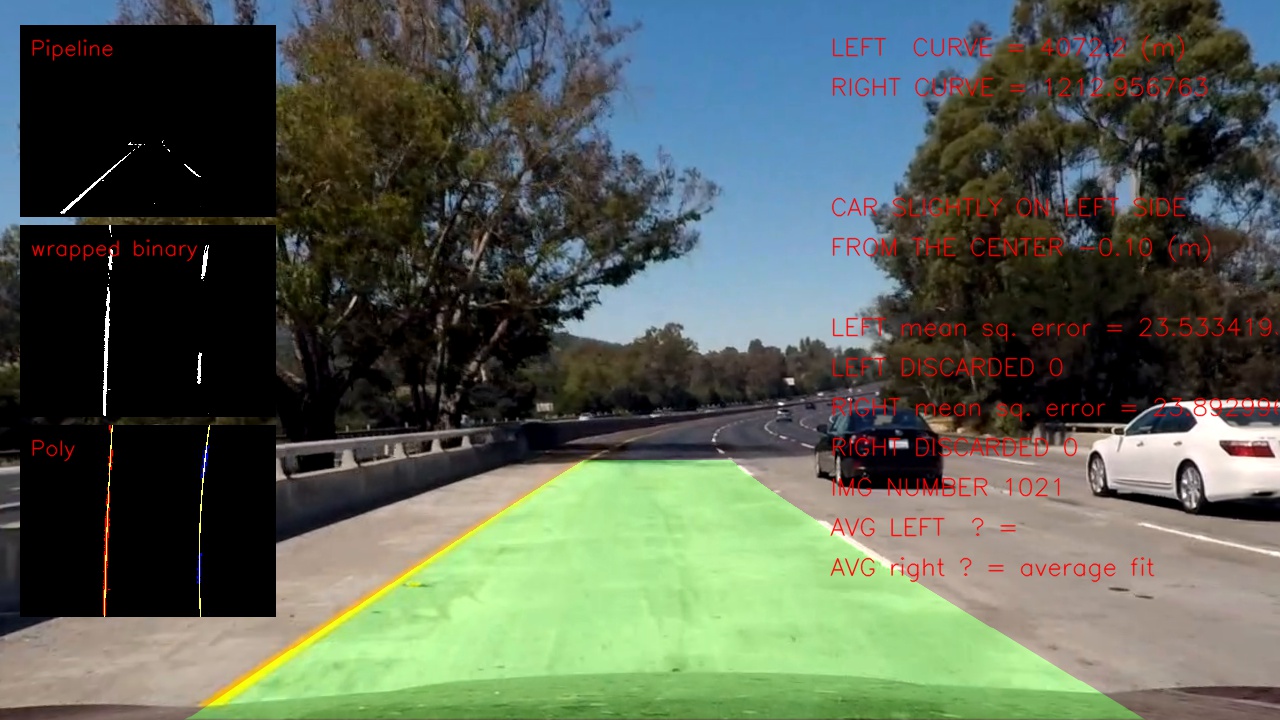 Pipeline
wrapped binary
Poly
LEFT CURVE = 4072.2 (m)
RIGHT CURVE = 1212.956763
CAR SLIGHTLY ON LEFT SIDE
FROM THE CENTER -0.10 (m)
LEFT mean sq. error = 23.533419
LEFT DISCARDED 0
RIGHT mean sq. error = 23.892990
RIGHT DISCARDED 0
IMG NUMBER 1021
AVG LEFT ? =
AVG right ? = average fit